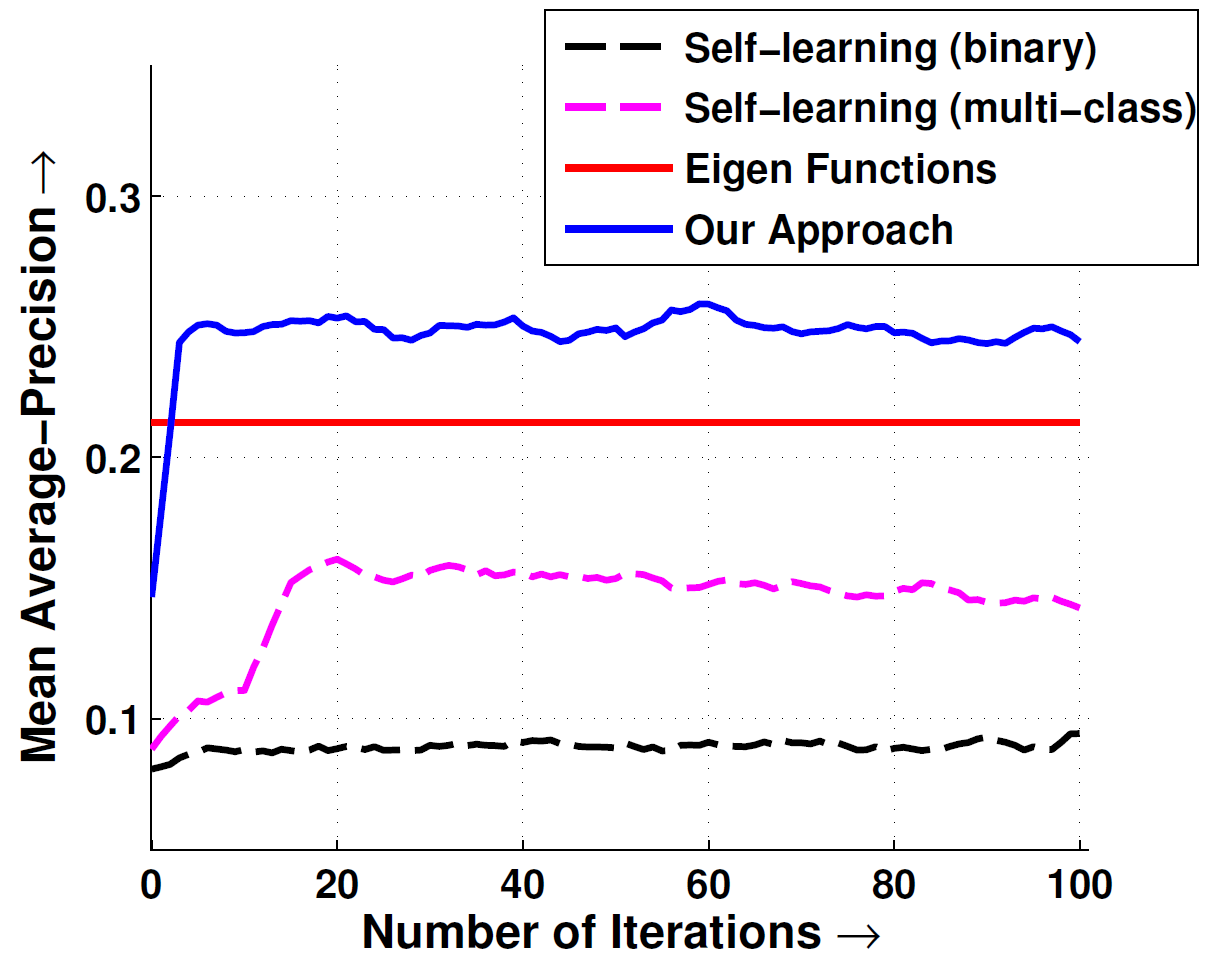 Self–learning (binary)
Self–learning (multi–class)
Eigen Functions
Our Approach
Mean Average–Precision →
0.3
0.2
0.1
0 20 40 60 80 100
Number of Iterations →